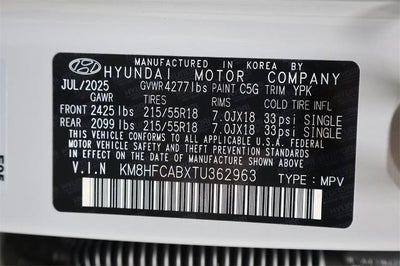 MANUFACTURED IN KOREA BY
HYUNDAI MOTOR COMPANY
JUL/2025 GVWR 4277lbs PAINT C5G TRIM YPK
GAWR TIRES RIMS COLD TIRE INFL
FRONT 2425 lbs 215/55R18 7.0JX18 33psi SINGLE
REAR 2099 lbs 215/55R18 7.0JX18 33psi SINGLE
THIS VEHICLE CONFORMS TO ALL APPLICABLE U.S. FEDERAL
MOTOR VEHICLE SAFETY AND THEFT PREVENTION STANDARDS
IN EFFECT ON THE DATE OF MANUFACTURE SHOWN ABOVE.
V.I.N KM8HFCABXTU362963 TYPE : MPV